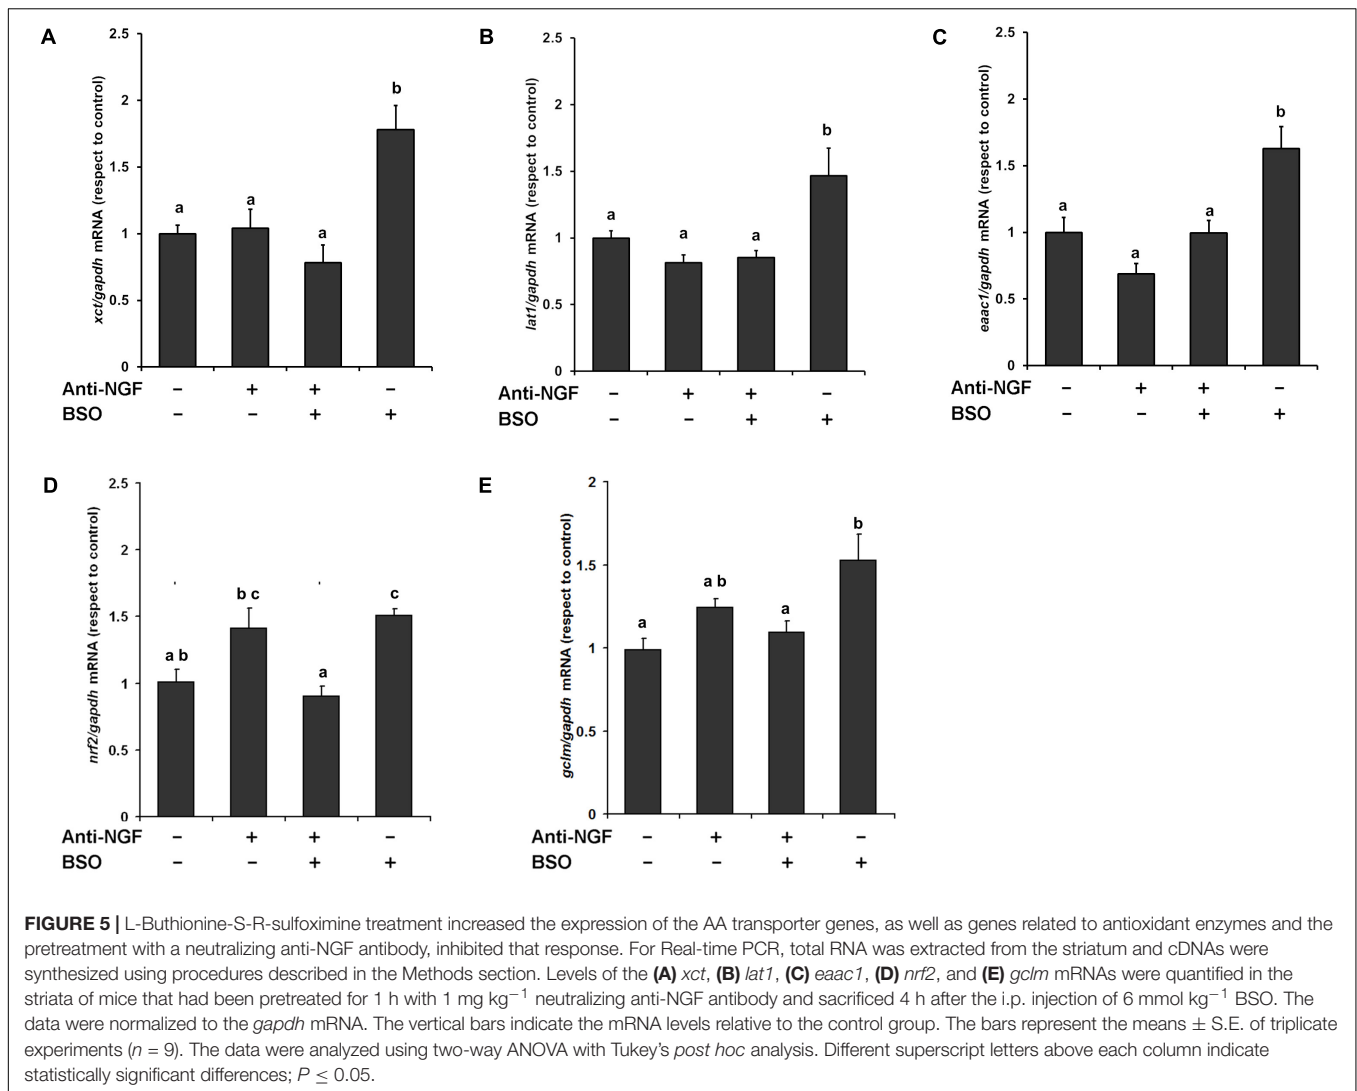 A
B
C
xct/gapdh mRNA (respect to control)
2.5
2
1.5
1
0.5
0
a
a
a
b
Anti-NGF − + + −
BSO − − + +
lat1/gapdh mRNA (respect to control)
2.5
2
1.5
1
0.5
0
a
a
a
b
Anti-NGF − + + −
BSO − − + +
eaac1/gapdh mRNA (respect to control)
2.5
2
1.5
1
0.5
0
a
a
a
b
Anti-NGF − + + −
BSO − − + +
D
E
nrf2/gapdh mRNA (respect to control)
2.5
2
1.5
1
0.5
0
a b
b c
a
c
Anti-NGF − + + −
BSO − − + +
gclm/gapdh mRNA (respect to control)
2
1.5
1
0.5
0
a
a b
a
b
Anti-NGF − + + −
BSO − − + +
FIGURE 5 | L-Buthionine-S-R-sulfoximine treatment increased the expression of the AA transporter genes, as well as genes related to antioxidant enzymes and the
pretreatment with a neutralizing anti-NGF antibody, inhibited that response. For Real-time PCR, total RNA was extracted from the striatum and cDNAs were
synthesized using procedures described in the Methods section. Levels of the (A) xct, (B) lat1, (C) eaac1, (D) nrf2, and (E) gclm mRNAs were quantified in the
striata of mice that had been pretreated for 1 h with 1 mg kg−1 neutralizing anti-NGF antibody and sacrificed 4 h after the i.p. injection of 6 mmol kg−1 BSO. The
data were normalized to the gapdh mRNA. The vertical bars indicate the mRNA levels relative to the control group. The bars represent the means ± S.E. of triplicate
experiments (n = 9). The data were analyzed using two-way ANOVA with Tukey's post hoc analysis. Different superscript letters above each column indicate
statistically significant differences; P ≤ 0.05.